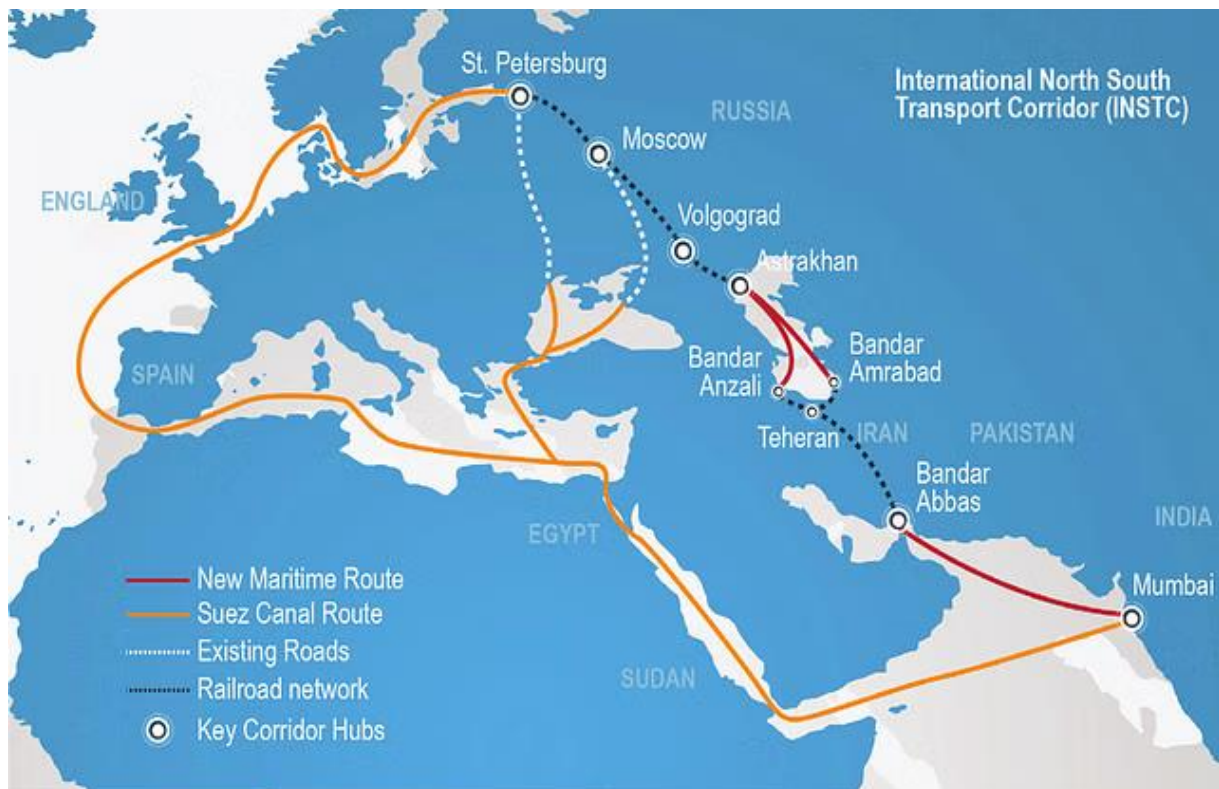 St. Petersburg
International North South
Transport Corridor (INSTC)
RUSSIA
Moscow
ENGLAND
Volgograd
Astrakhan
SPAIN
Bandar
Anzali
Bandar
Amrabad
Teheran
IRAN
PAKISTAN
Bandar
Abbas
EGYPT
INDIA
New Maritime Route
Mumbai
Suez Canal Route
Existing Roads
SUDAN
Railroad network
Key Corridor Hubs